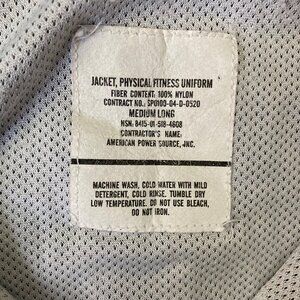 JACKET, PHYSICAL FITNESS UNIFORM
FIBER CONTENT: 100% NYLON
CONTRACT NO.: SPO100-04-D-0520
MEDIUM LONG
NSN: 8415-01-518-4608
CONTRACTOR'S NAME:
AMERICAN POWER SOURCE, INC.
MACHINE WASH, COLD WATER WITH MILD
DETERGENT, COLD RINSE. TUMBLE DRY
LOW TEMPERATURE. DO NOT USE BLEACH,
DO NOT IRON.